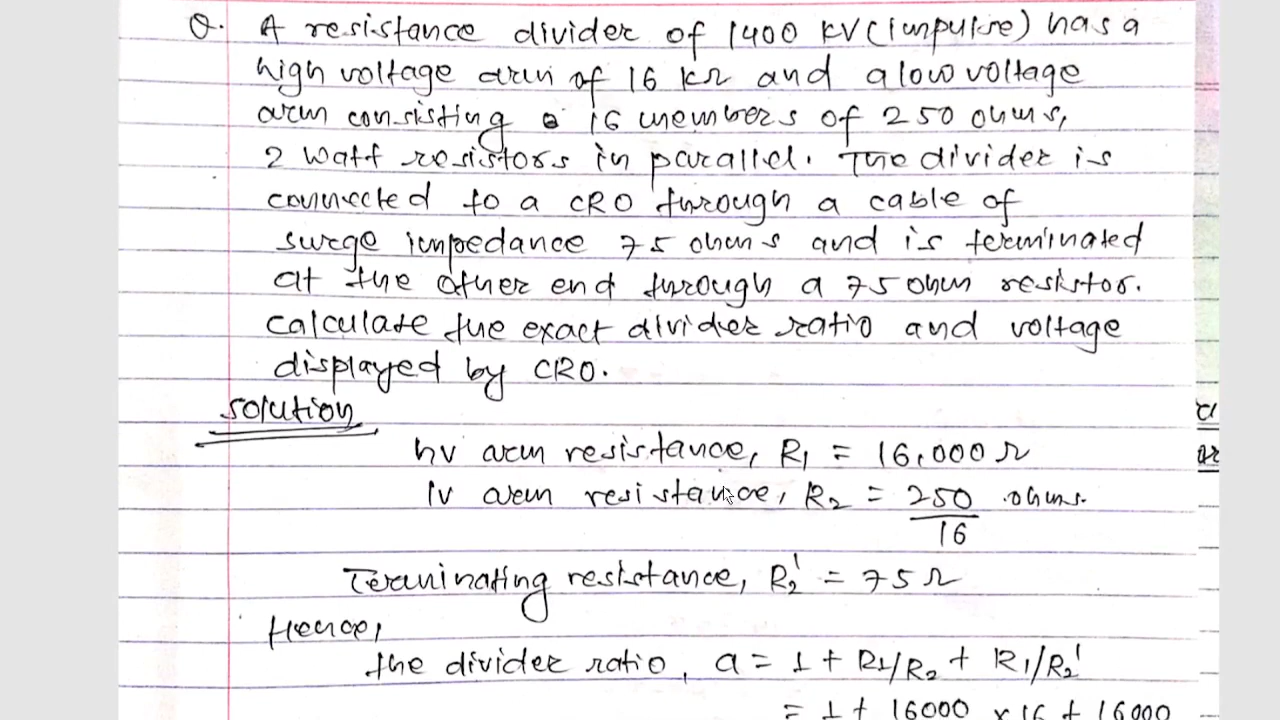 Q. A resistance divider of 1400 kV (impulse) has a
high voltage arm of 16 kΩ and a low voltage
arm consisting 16 members of 250 ohms,
2 watt resistors in parallel. The divider is
connected to a CRO through a cable of
surge impedance 75 ohms and is terminated
at the other end through a 75 ohm resistor.
calculate the exact divider ratio and voltage
displayed by CRO.
Solution
hv arm resistance, R₁ = 16,000 Ω
lv arm resistance, R₂ = 250/16 ohms.
Terminating resistance, R₂' = 75 Ω
Hence,
the divider ratio, a = 1 + R₁/R₂ + R₁/R₂'
= 1 + 16000 × 16 + 16000